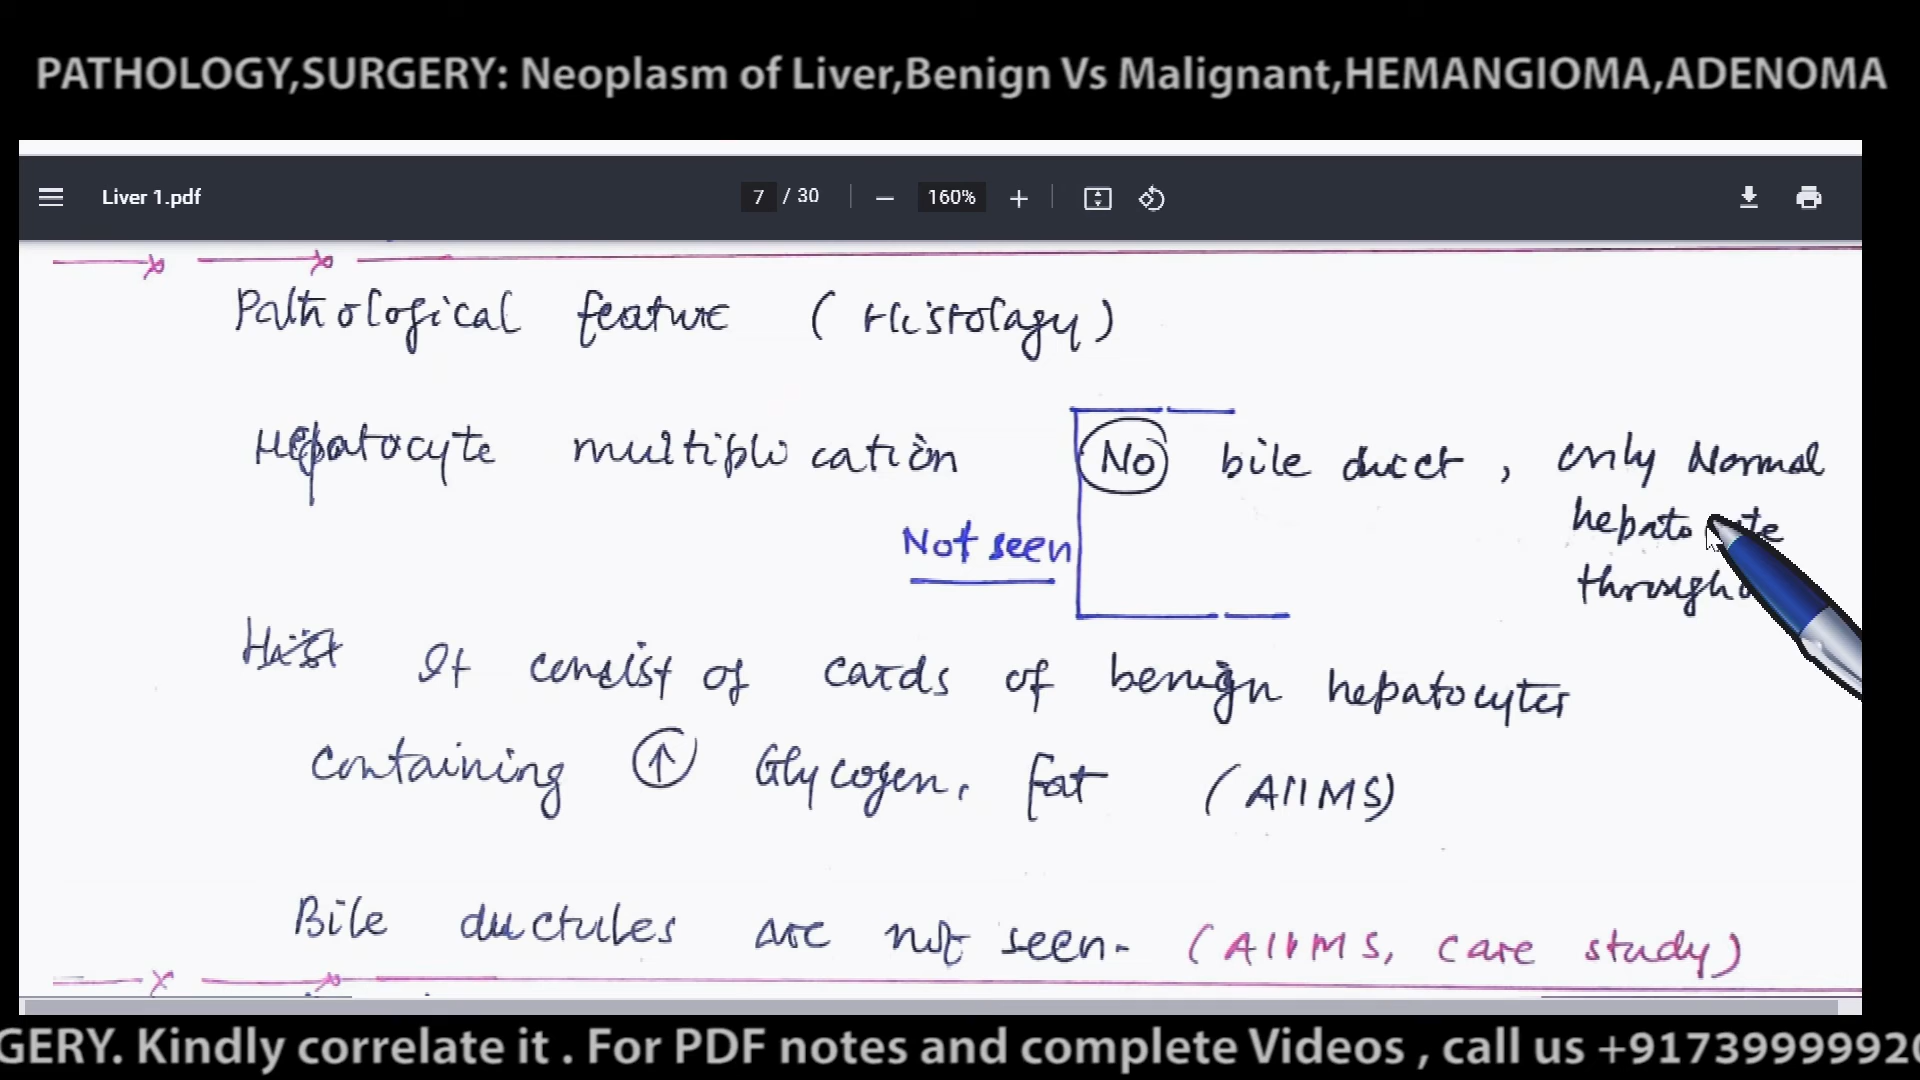 PATHOLOGY,SURGERY: Neoplasm of Liver,Benign Vs Malignant,HEMANGIOMA,ADENOMA
Liver 1.pdf
7 / 30
160%
Pathological feature (Histology)
Hepatocyte multiplication
No bile duct, only Normal
hepatocyte
Not seen
Hist It consist of cards of benign hepatocytes
containing ↑ Glycogen, fat (AIIMS)
Bile ductules are not seen- (AIIMS, care study)
GERY. Kindly correlate it . For PDF notes and complete Videos , call us +9173999992